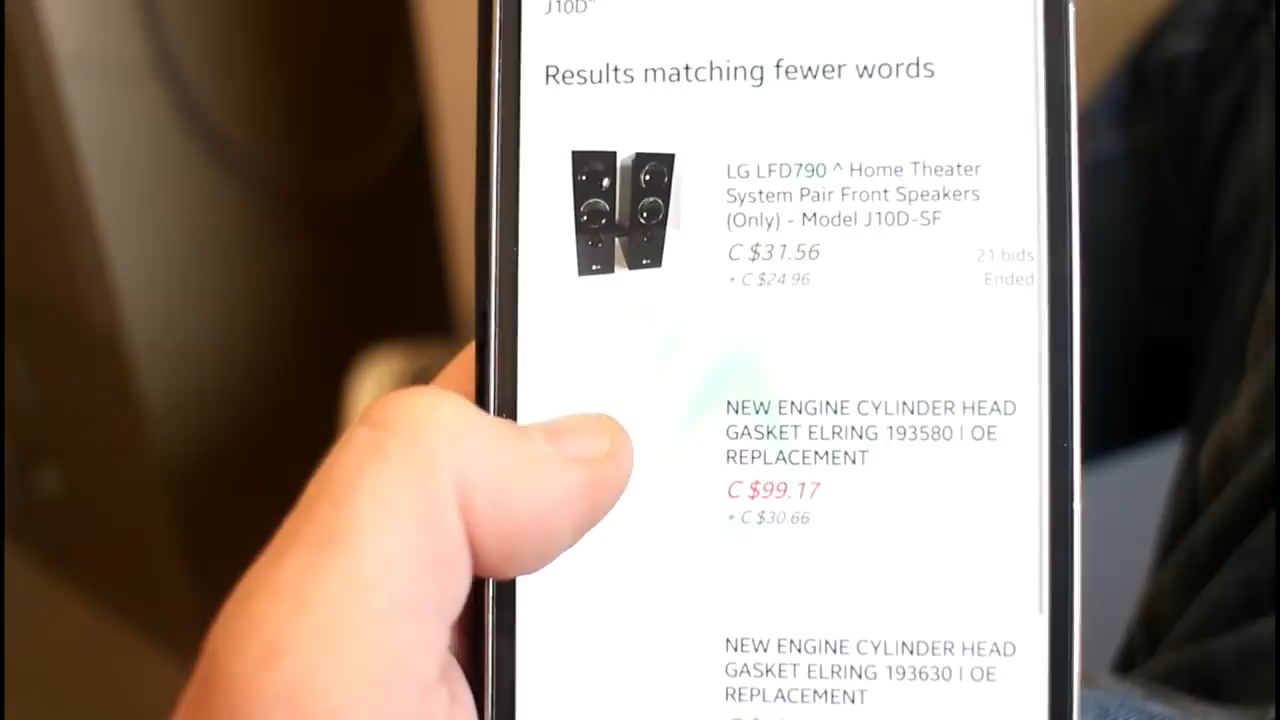 J10D"
Results matching fewer words
LG LFD790 ^ Home Theater
System Pair Front Speakers
(Only) - Model J10D-SF
C $31.56
21 bids
+ C $24.96
Ended
NEW ENGINE CYLINDER HEAD
GASKET ELRING 193580 | OE
REPLACEMENT
C $99.17
+ C $30.66
NEW ENGINE CYLINDER HEAD
GASKET ELRING 193630 | OE
REPLACEMENT